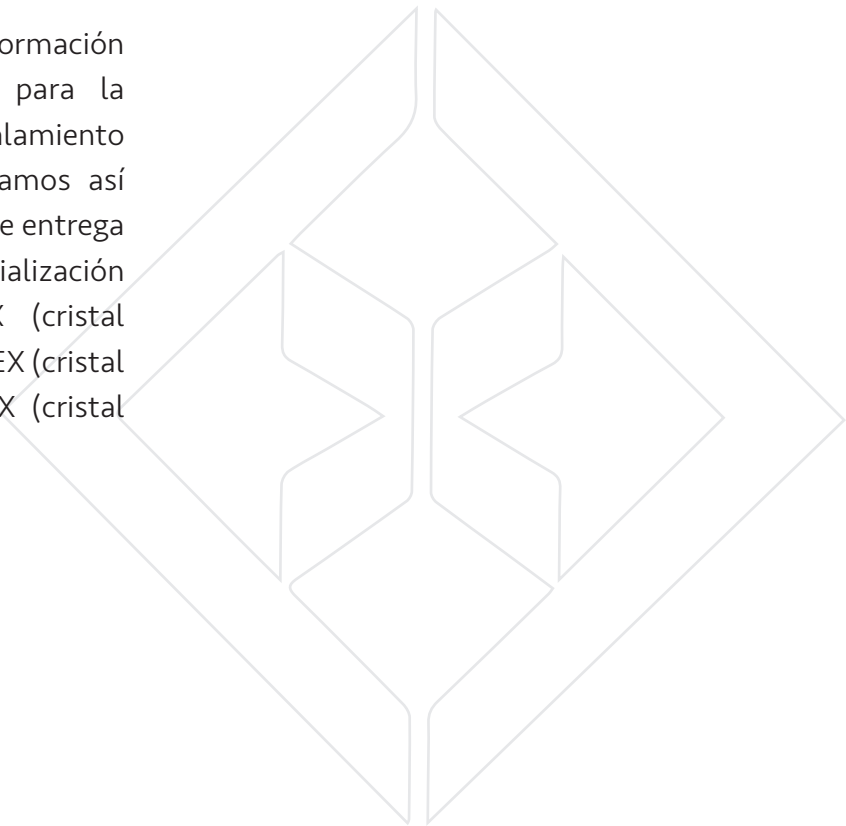 ormación
para la
lamiento
amos así
e entrega
ialización
X (cristal
EX (cristal
X (cristal